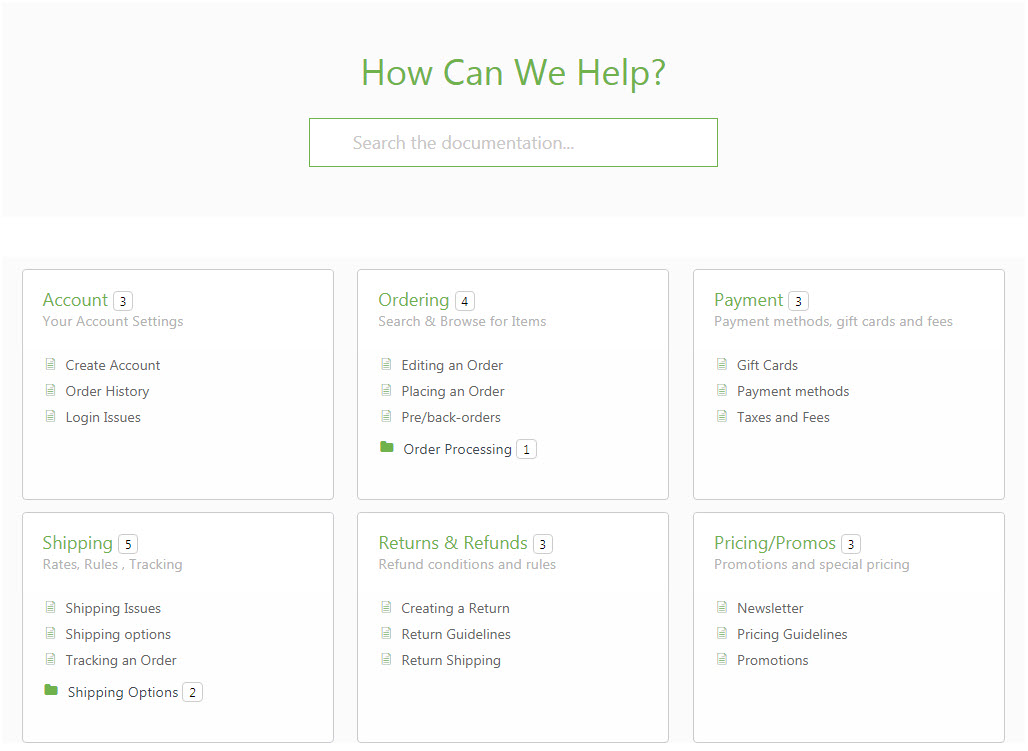 How Can We Help?
Search the documentation...
Account 3
Your Account Settings
Create Account
Order History
Login Issues
Ordering 4
Search & Browse for Items
Editing an Order
Placing an Order
Pre/back-orders
Order Processing 1
Payment 3
Payment methods, gift cards and fees
Gift Cards
Payment methods
Taxes and Fees
Shipping 5
Rates, Rules , Tracking
Shipping Issues
Shipping options
Tracking an Order
Shipping Options 2
Returns & Refunds 3
Refund conditions and rules
Creating a Return
Return Guidelines
Return Shipping
Pricing/Promos 3
Promotions and special pricing
Newsletter
Pricing Guidelines
Promotions